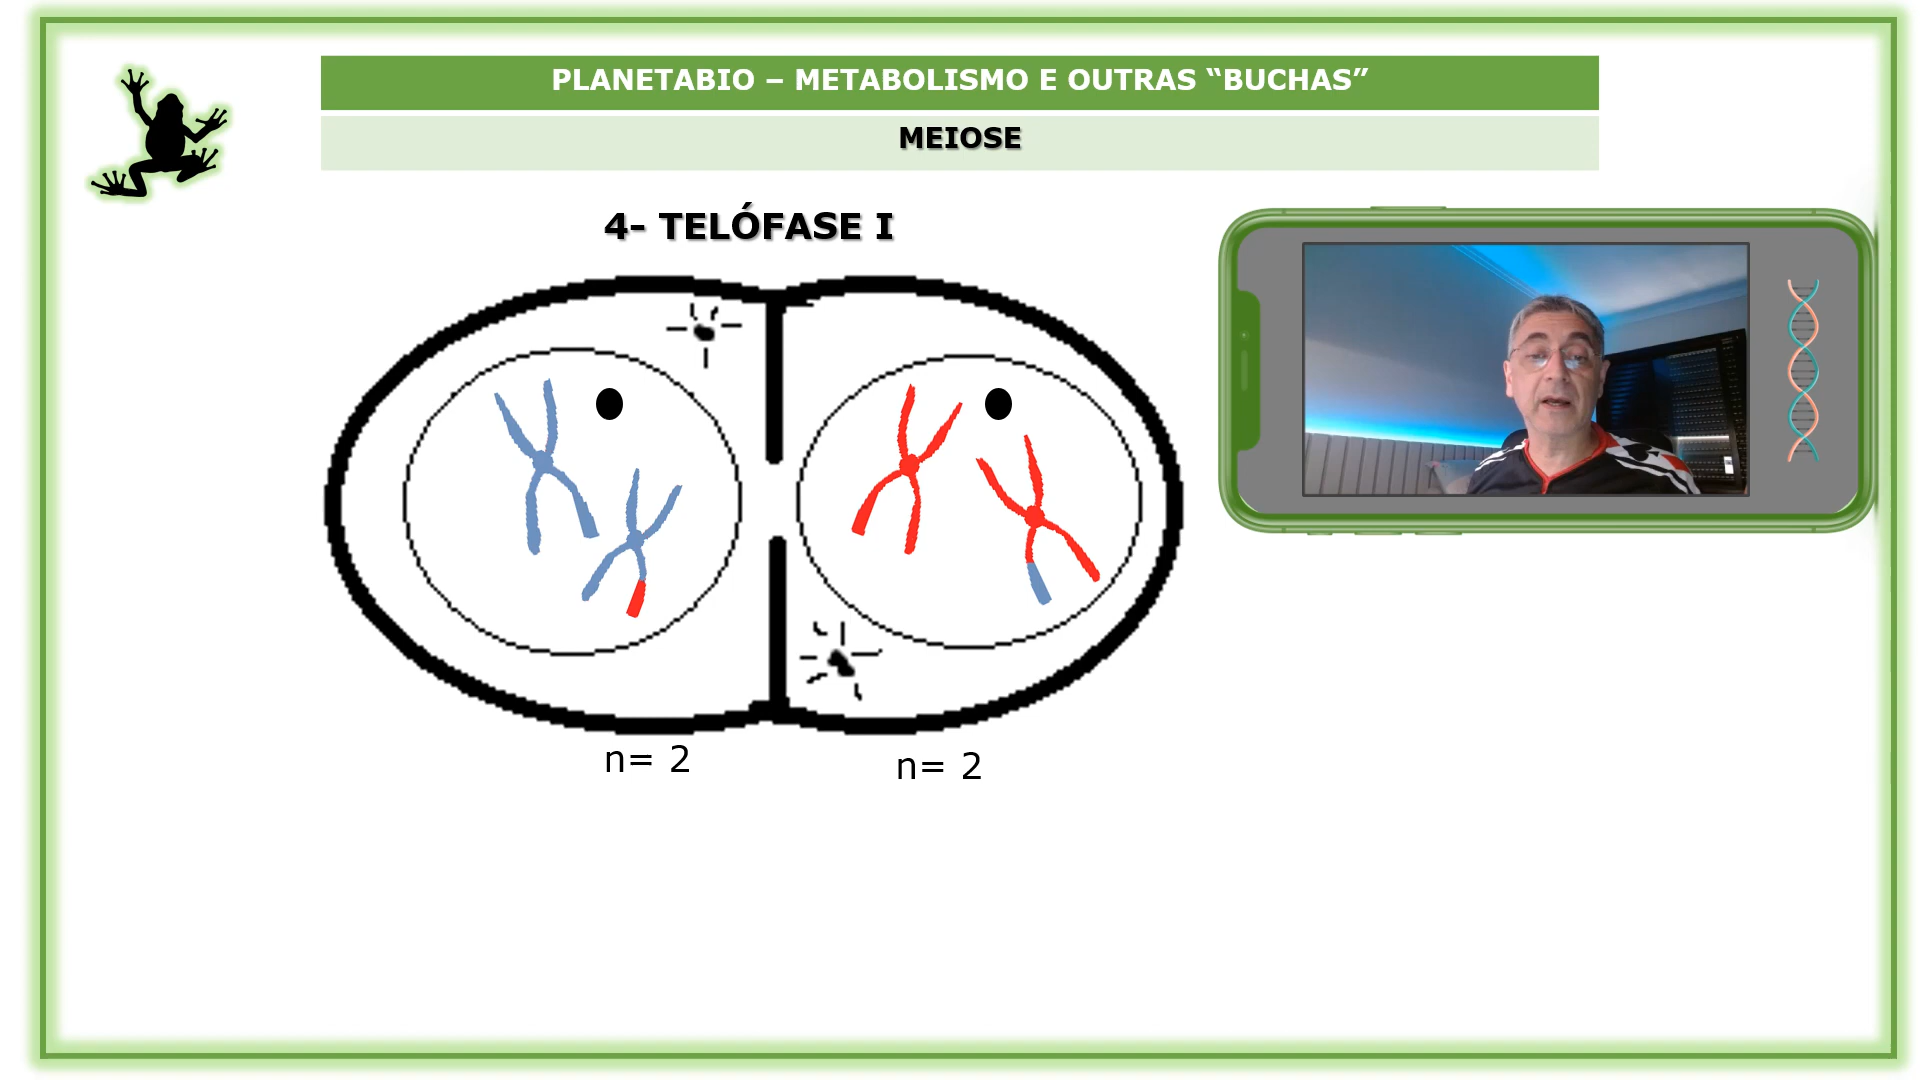 PLANETABIO – METABOLISMO E OUTRAS “BUCHAS”
MEIOSE
4- TELÓFASE I
n= 2
n= 2